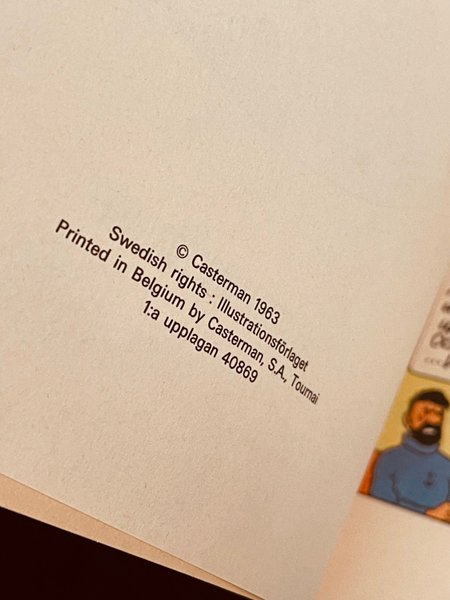 © Casterman 1963
Swedish rights : Illustrationsförlaget
Printed in Belgium by Casterman, S.A., Tournai
1:a upplagan 40869